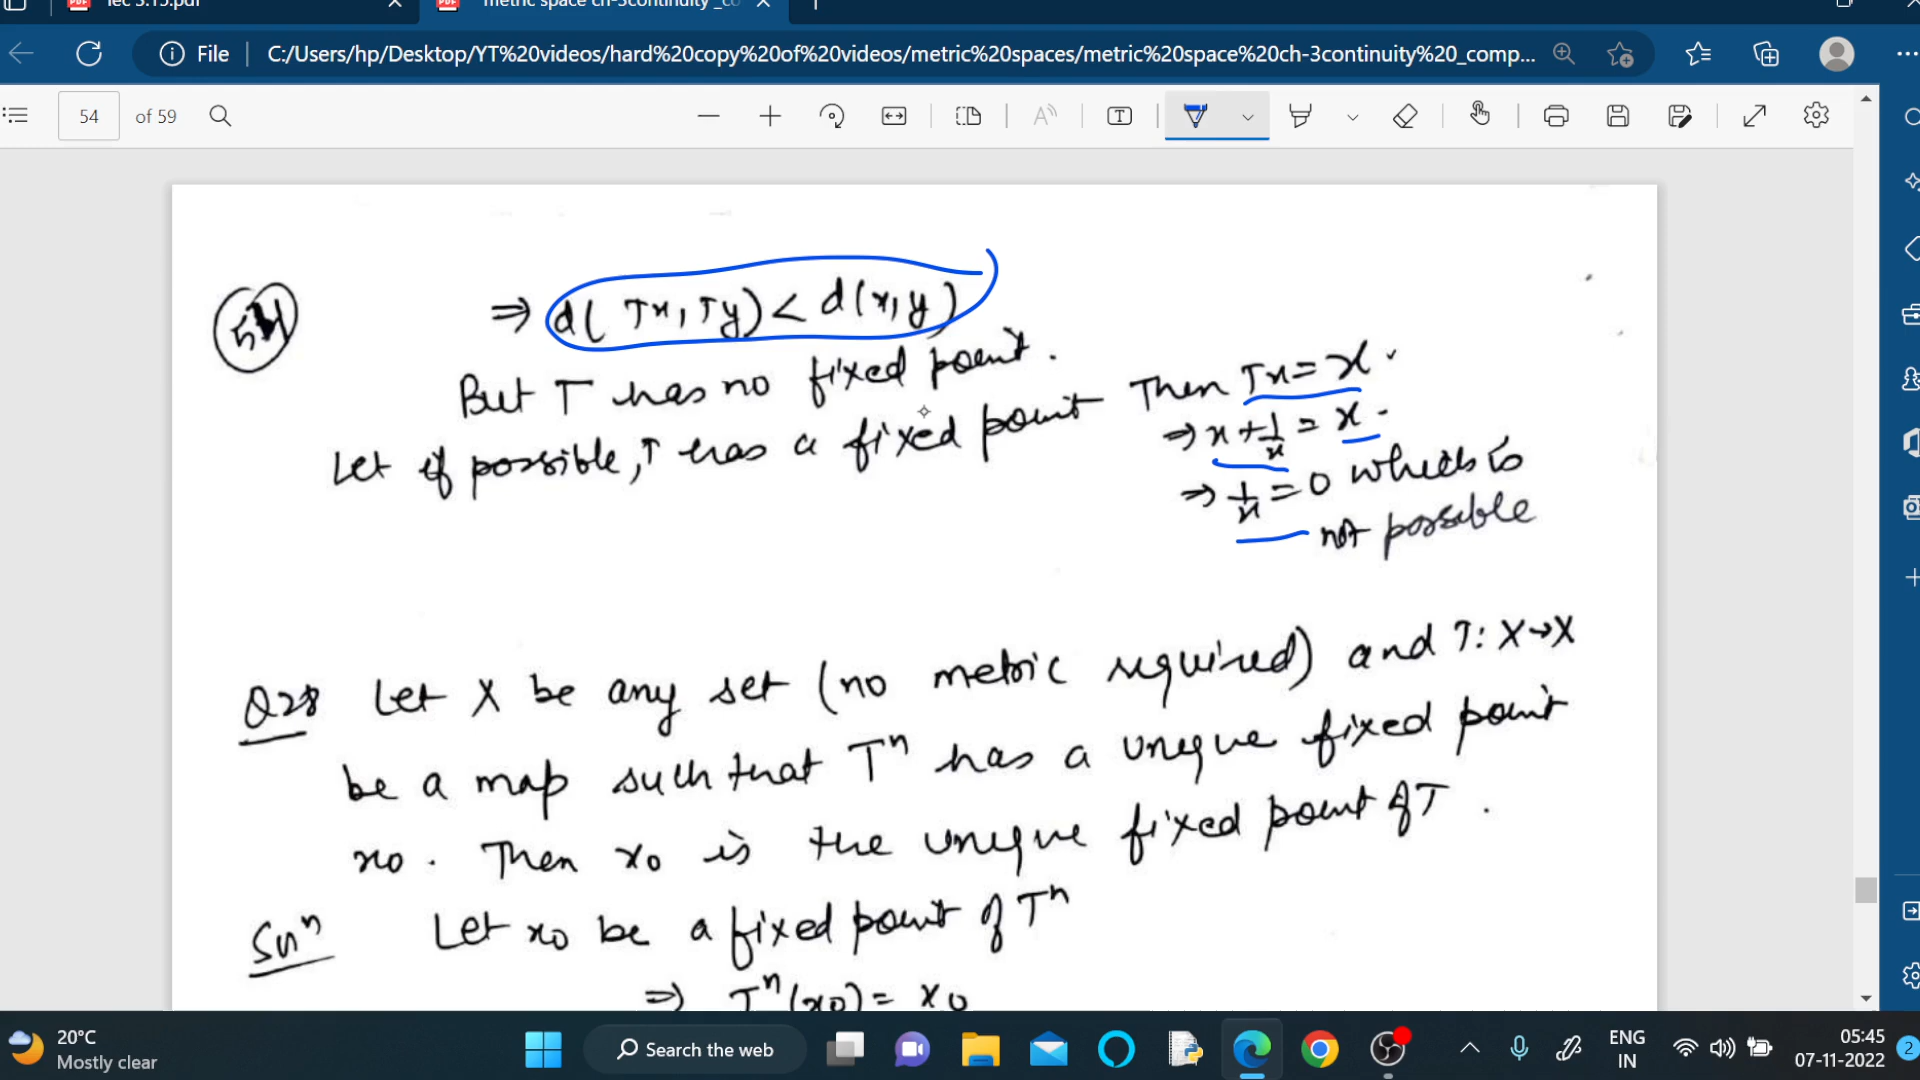 lec 3.15.pdf
metric space ch-3continuity _co
File
C:/Users/hp/Desktop/YT%20videos/hard%20copy%20of%20videos/metric%20spaces/metric%20space%20ch-3continuity%20_comp...
54 of 59
54
⇒ d( Tx, Ty) < d(x, y)
But T has no fixed point.
Let if possible, T has a fixed point Then Tx = x.
⇒ x + 1/x = x.
⇒ 1/x = 0 which is
not possible
Q28 Let X be any set (no metric required) and T: X→X
be a map such that Tⁿ has a unique fixed point
x0. Then x0 is the unique fixed point of T.
Solⁿ Let x0 be a fixed point of Tⁿ
⇒ Tⁿ(x0) = x0
20°C
Mostly clear
Search the web
ENG
IN
05:45
07-11-2022
2